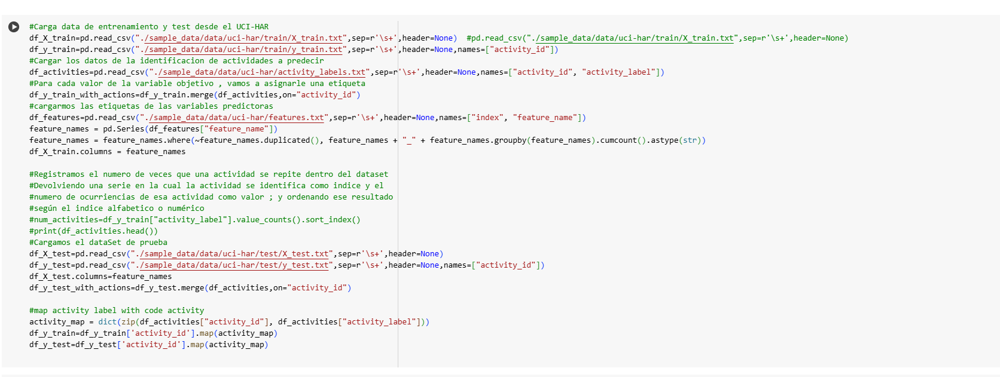 #Carga data de entrenamiento y test desde el UCI-HAR
df_X_train=pd.read_csv("./sample_data/data/uci-har/train/X_train.txt",sep=r'\s+',header=None)  #pd.read_csv("./sample_data/data/uci-har/train/X_train.txt",sep=r'\s+',header=None)
df_y_train=pd.read_csv("./sample_data/data/uci-har/train/y_train.txt",sep=r'\s+',header=None,names=["activity_id"])
#Cargar los datos de la identificacion de actividades a predecir
df_activities=pd.read_csv("./sample_data/data/uci-har/activity_labels.txt",sep=r'\s+',header=None,names=["activity_id", "activity_label"])
#Para cada valor de la variable objetivo , vamos a asignarle una etiqueta
df_y_train_with_actions=df_y_train.merge(df_activities,on="activity_id")
#cargarmos las etiquetas de las variables predictoras
df_features=pd.read_csv("./sample_data/data/uci-har/features.txt",sep=r'\s+',header=None,names=["index", "feature_name"])
feature_names = pd.Series(df_features["feature_name"])
feature_names = feature_names.where(~feature_names.duplicated(), feature_names + "_" + feature_names.groupby(feature_names).cumcount().astype(str))
df_X_train.columns = feature_names
#Registramos el numero de veces que una actividad se repite dentro del dataset
#Devolviendo una serie en la cual la actividad se identifica como indice y el
#numero de ocurriencias de esa actividad como valor ; y ordenando ese resultado
#según el indice alfabetico o numérico
#num_activities=df_y_train["activity_label"].value_counts().sort_index()
#print(df_activities.head())
#Cargamos el dataSet de prueba
df_X_test=pd.read_csv("./sample_data/data/uci-har/test/X_test.txt",sep=r'\s+',header=None)
df_y_test=pd.read_csv("./sample_data/data/uci-har/test/y_test.txt",sep=r'\s+',header=None,names=["activity_id"])
df_X_test.columns=feature_names
df_y_test_with_actions=df_y_test.merge(df_activities,on="activity_id")
#map activity label with code activity
activity_map = dict(zip(df_activities["activity_id"], df_activities["activity_label"]))
df_y_train=df_y_train['activity_id'].map(activity_map)
df_y_test=df_y_test['activity_id'].map(activity_map)